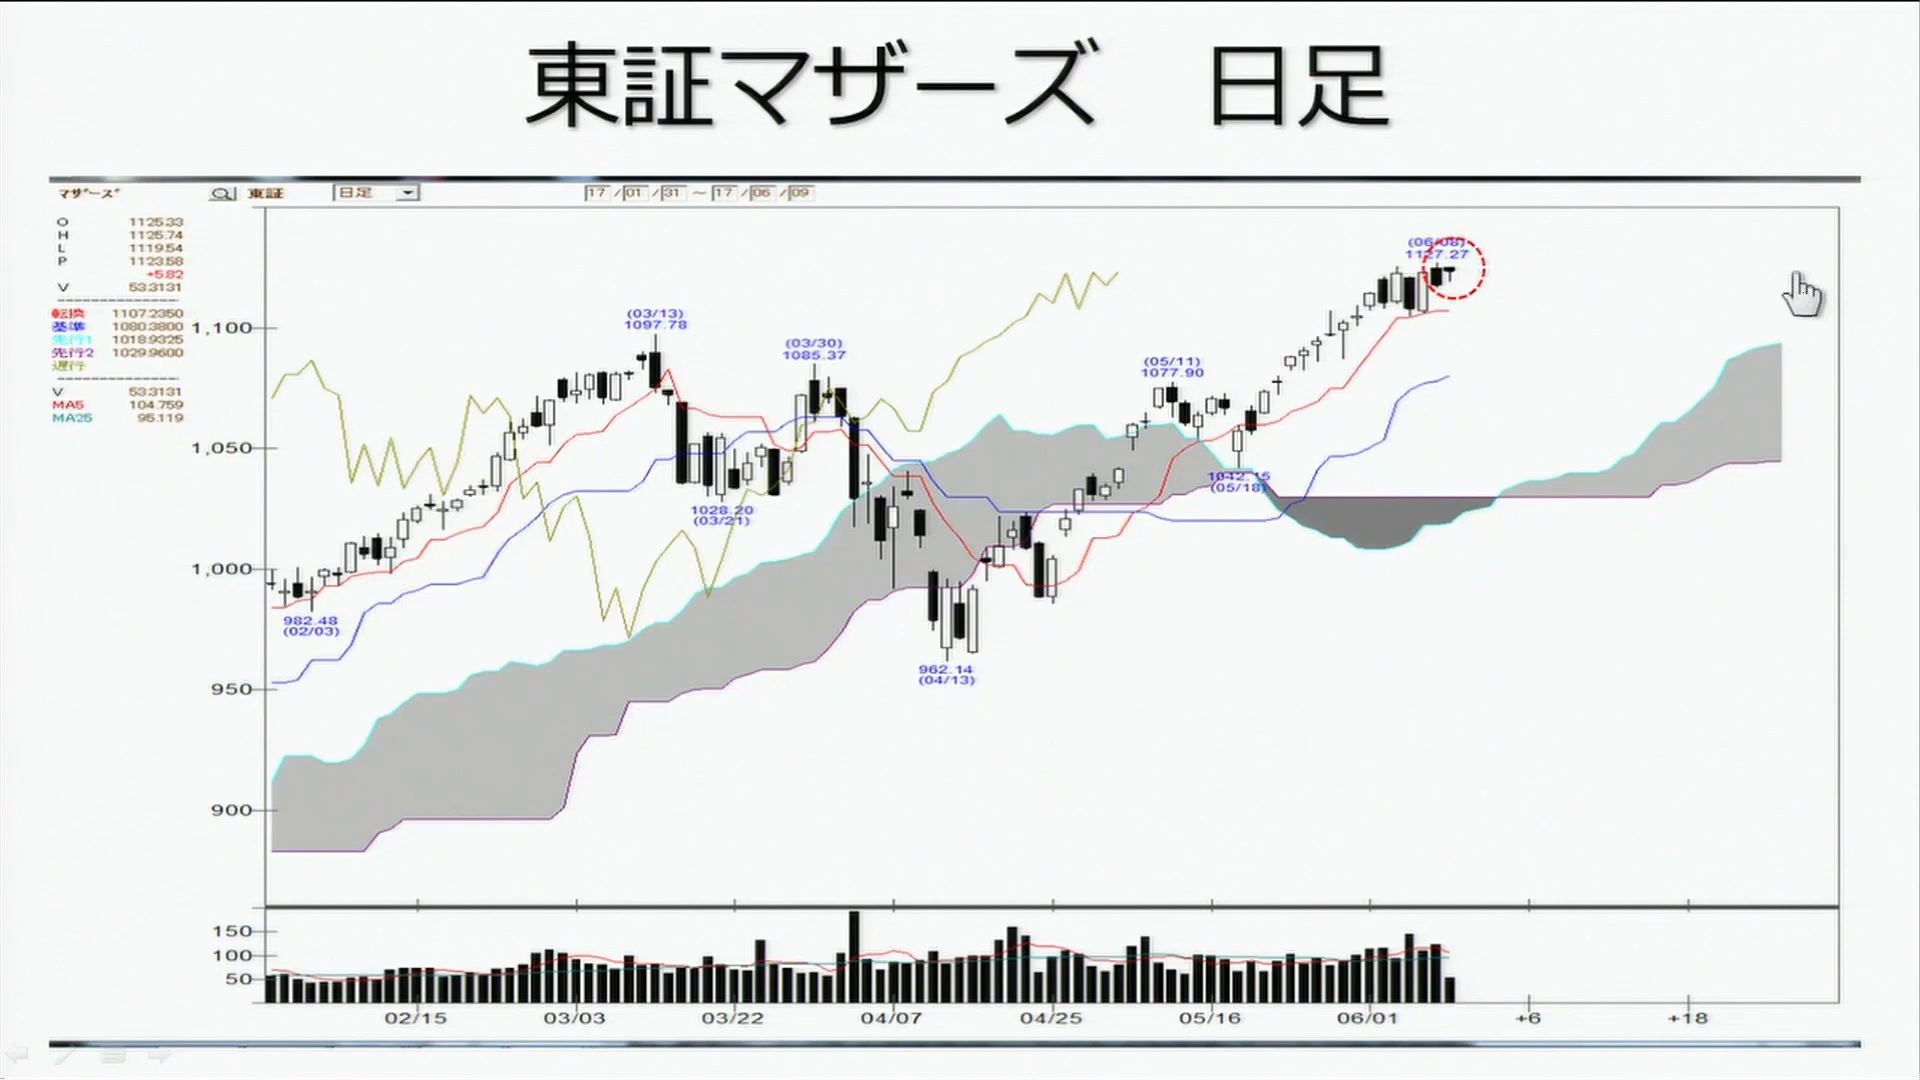 東証マザーズ 日足
マザーズ 東証 日足 17/01/31～17/06/09
O 1125.33
H 1125.74
L 1119.54
P 1123.58
+5.82
V 53.3131
転換 1107.2350
基準 1080.3800
先行1 1018.9325
先行2 1029.9600
遅行
V 53.3131
MA5 104.759
MA25 95.119
1,100
1,050
1,000
950
900
(06/08)
1127.27
(03/13)
1097.78
(03/30)
1085.37
(05/11)
1077.90
1042.15
(05/18)
1028.20
(03/21)
982.48
(02/03)
962.14
(04/13)
150
100
50
02/15 03/03 03/22 04/07 04/25 05/16 06/01 +6 +18